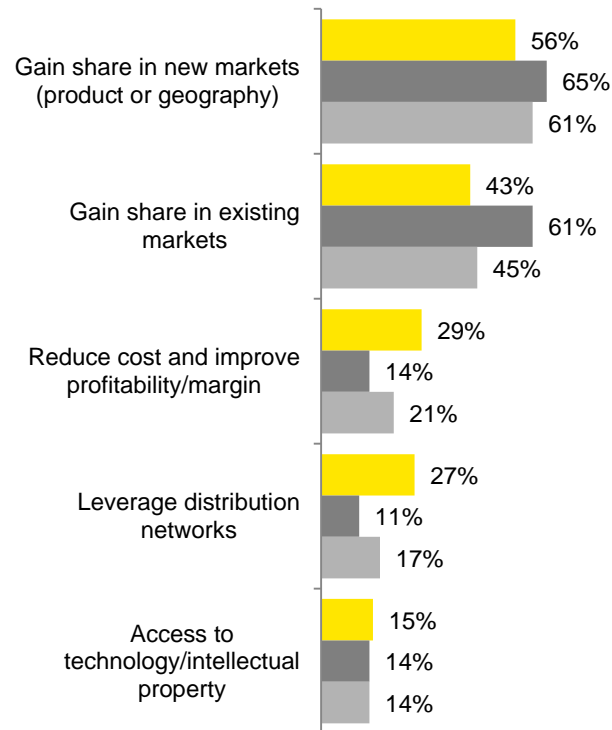 56%
Gain share in new markets
(product or geography)
65%
61%
43%
Gain share in existing
markets
61%
45%
29%
Reduce cost and improve
profitability/margin
14%
21%
27%
Leverage distribution
networks
11%
17%
15%
Access to
technology/intellectual
property
14%
14%